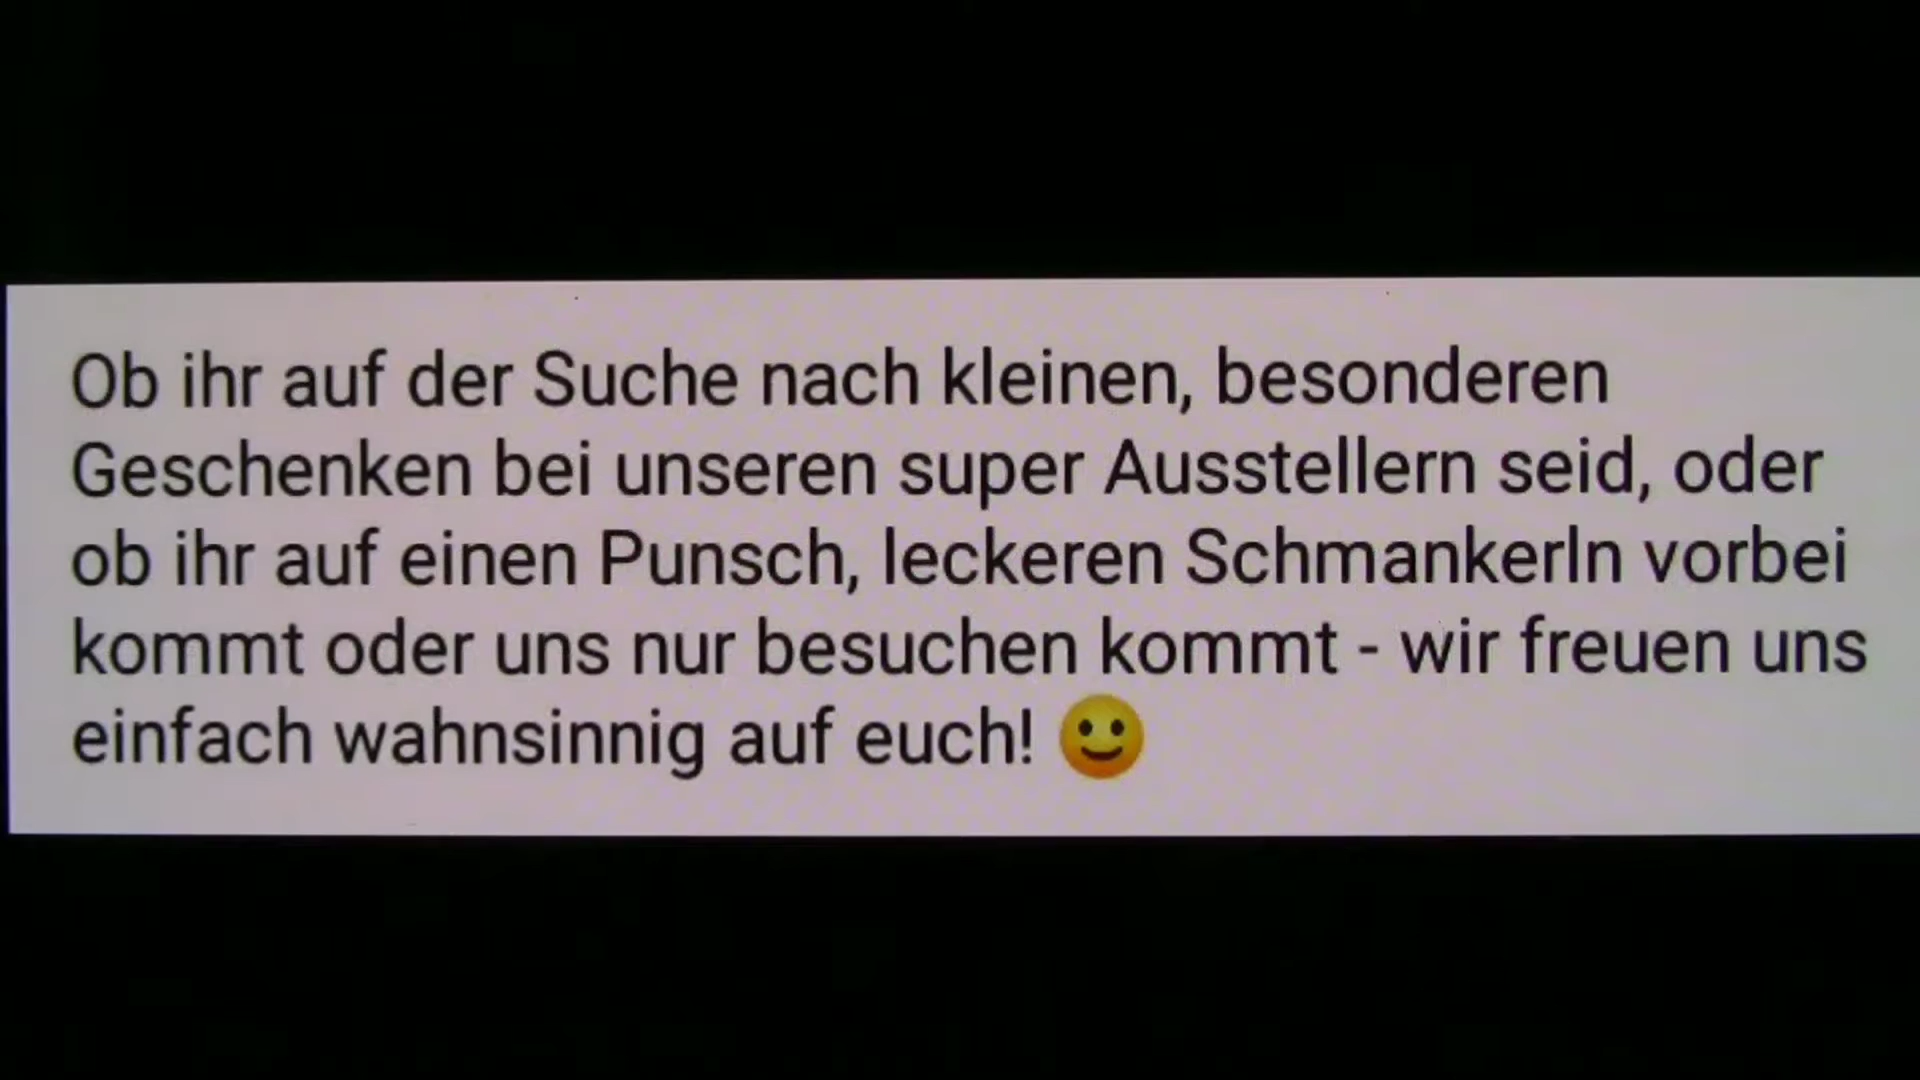 Ob ihr auf der Suche nach kleinen, besonderen
Geschenken bei unseren super Ausstellern seid, oder
ob ihr auf einen Punsch, leckeren Schmankerln vorbei
kommt oder uns nur besuchen kommt - wir freuen uns
einfach wahnsinnig auf euch! 🙂